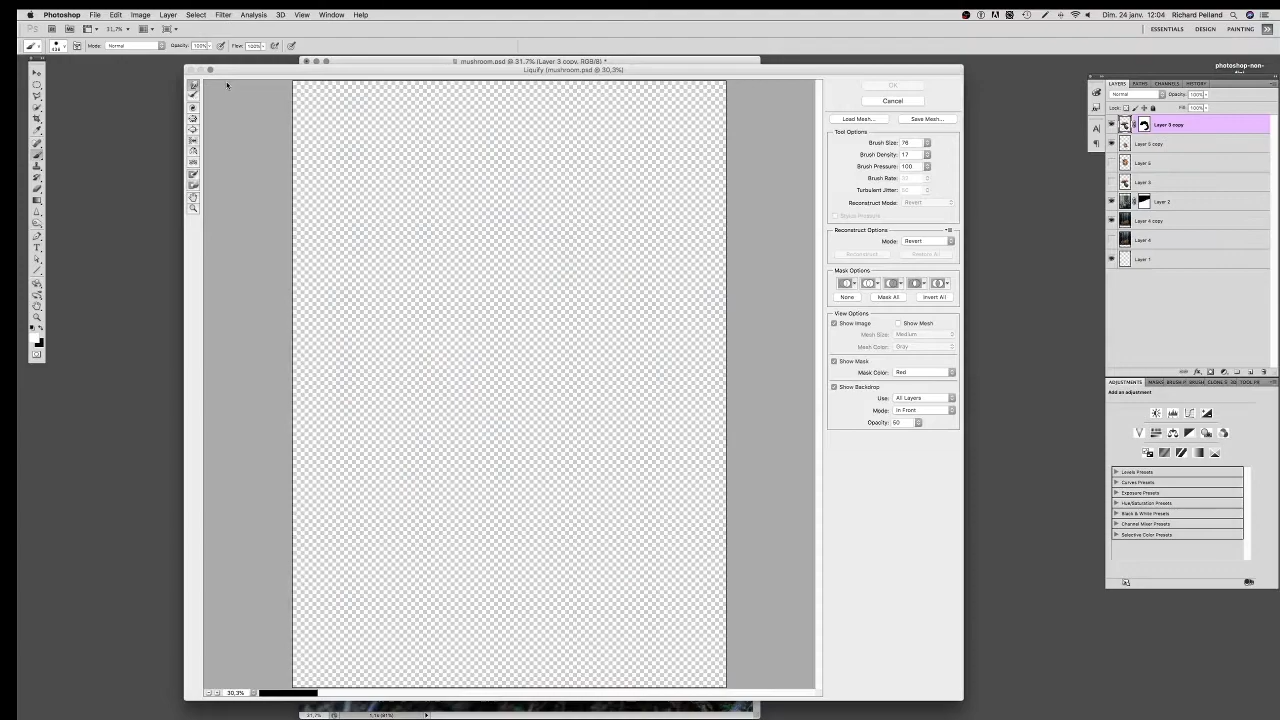 Photoshop File Edit Image Layer Select Filter Analysis 3D View Window Help Dim. 24 janv. 12:04 Richard Pelland
31,7% ESSENTIALS DESIGN PAINTING
Mode: Normal Opacity: 100% Flow: 100%
mushroom.psd @ 31.7% (Layer 3 copy, RGB/8) *
photoshop-non-
Liquify (mushroom.psd @ 30,3%)
OK
Cancel
Load Mesh... Save Mesh...
Tool Options
Brush Size: 76
Brush Density: 17
Brush Pressure: 100
Brush Rate:
Turbulent Jitter:
Reconstruct Mode: Revert
Stylus Pressure
Reconstruct Options
Mode: Revert
Reconstruct... Restore All
Mask Options
None Mask All Invert All
View Options
Show Image Show Mesh
Mesh Size: Medium
Mesh Color: Gray
Show Mask
Mask Color: Red
Show Backdrop
Use: All Layers
Mode: In Front
Opacity: 50
30,3%
LAYERS PATHS CHANNELS HISTORY
Normal Opacity: 100%
Lock: Fill: 100%
Layer 3 copy
Layer 5 copy
Layer 5
Layer 3
Layer 2
Layer 4 copy
Layer 4
Layer 1
ADJUSTMENTS MASKS BRUSH P BRUSH CLONE S 3D TOOL PR
Add an adjustment
Levels Presets
Curves Presets
Exposure Presets
Hue/Saturation Presets
Black & White Presets
Channel Mixer Presets
Selective Color Presets
31,7%